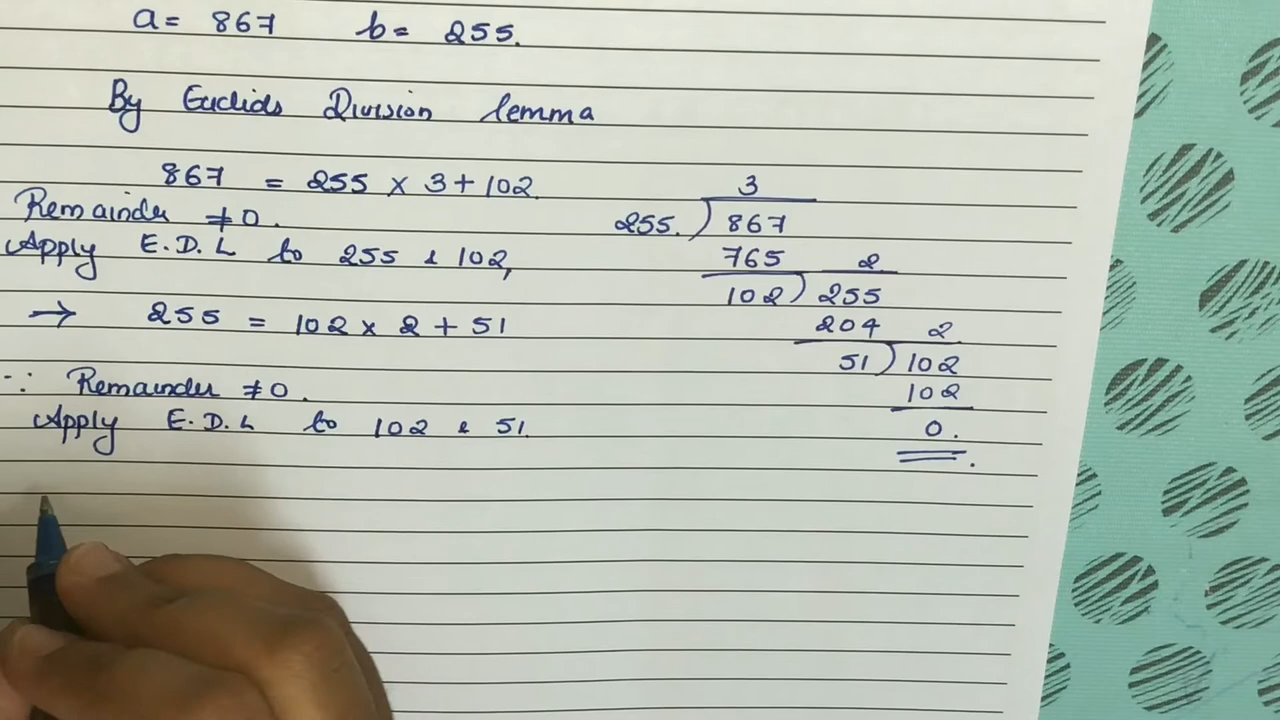 a = 867 b = 255.
By Euclids Division lemma
867 = 255 × 3 + 102
Remainder ≠ 0.
Apply E.D.L to 255 & 102,
→ 255 = 102 × 2 + 51
∵ Remainder ≠ 0.
Apply E.D.L to 102 & 51.
3
255.) 867
765 2
102) 255
204 2
51) 102
102
0.